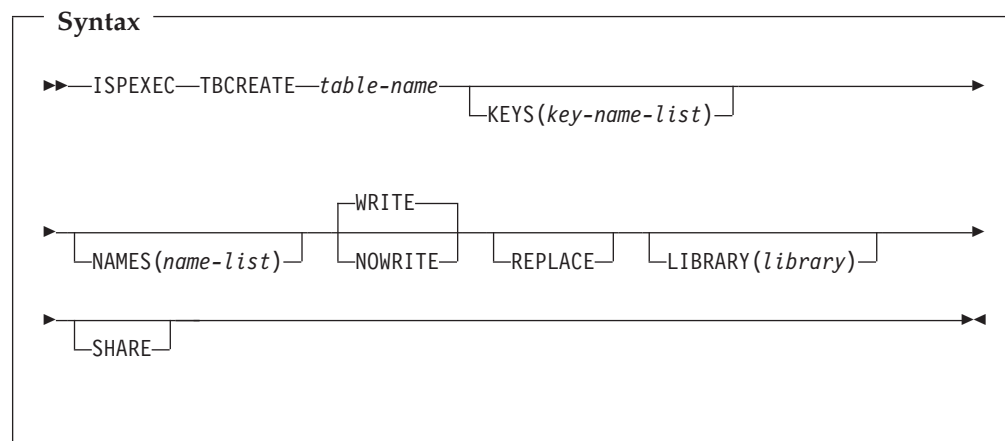 Syntax
ISPEXEC TBCREATE table-name
KEYS(key-name-list)
WRITE
NAMES(name-list) NOWRITE REPLACE LIBRARY(library)
SHARE